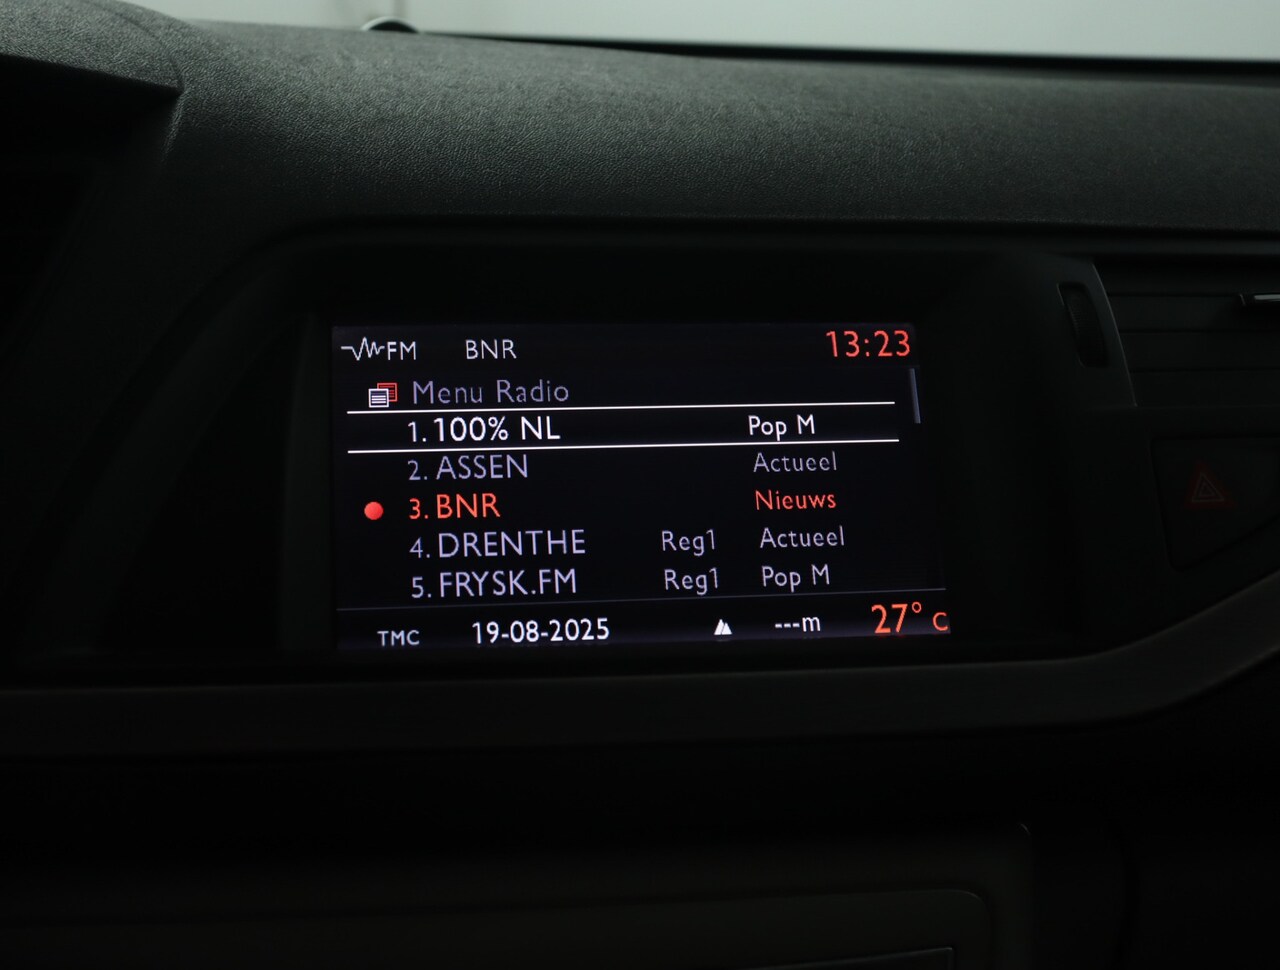 FM BNR 13:23
Menu Radio
1. 100% NL Pop M
2. ASSEN Actueel
3. BNR Nieuws
4. DRENTHE Reg1 Actueel
5. FRYSK.FM Reg1 Pop M
TMC 19-08-2025 ---m 27° C